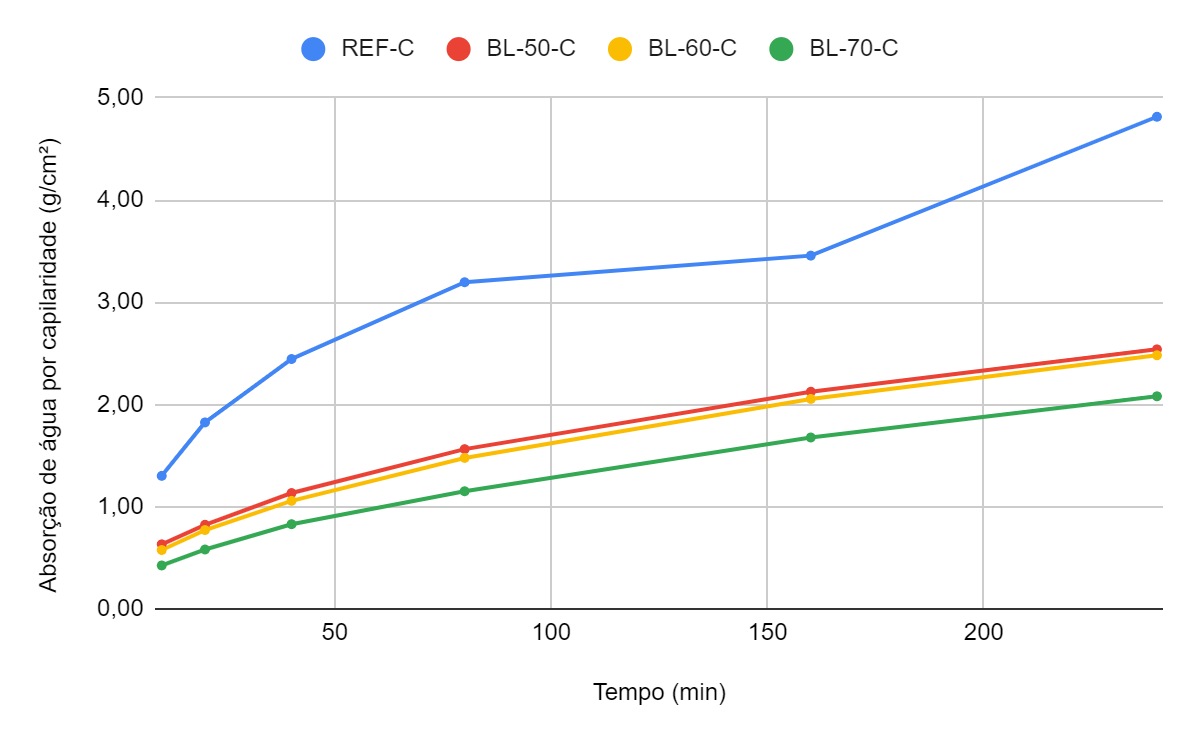 REF-C BL-50-C BL-60-C BL-70-C
Absorção de água por capilaridade (g/cm²)
5,00
4,00
3,00
2,00
1,00
0,00
50 100 150 200
Tempo (min)